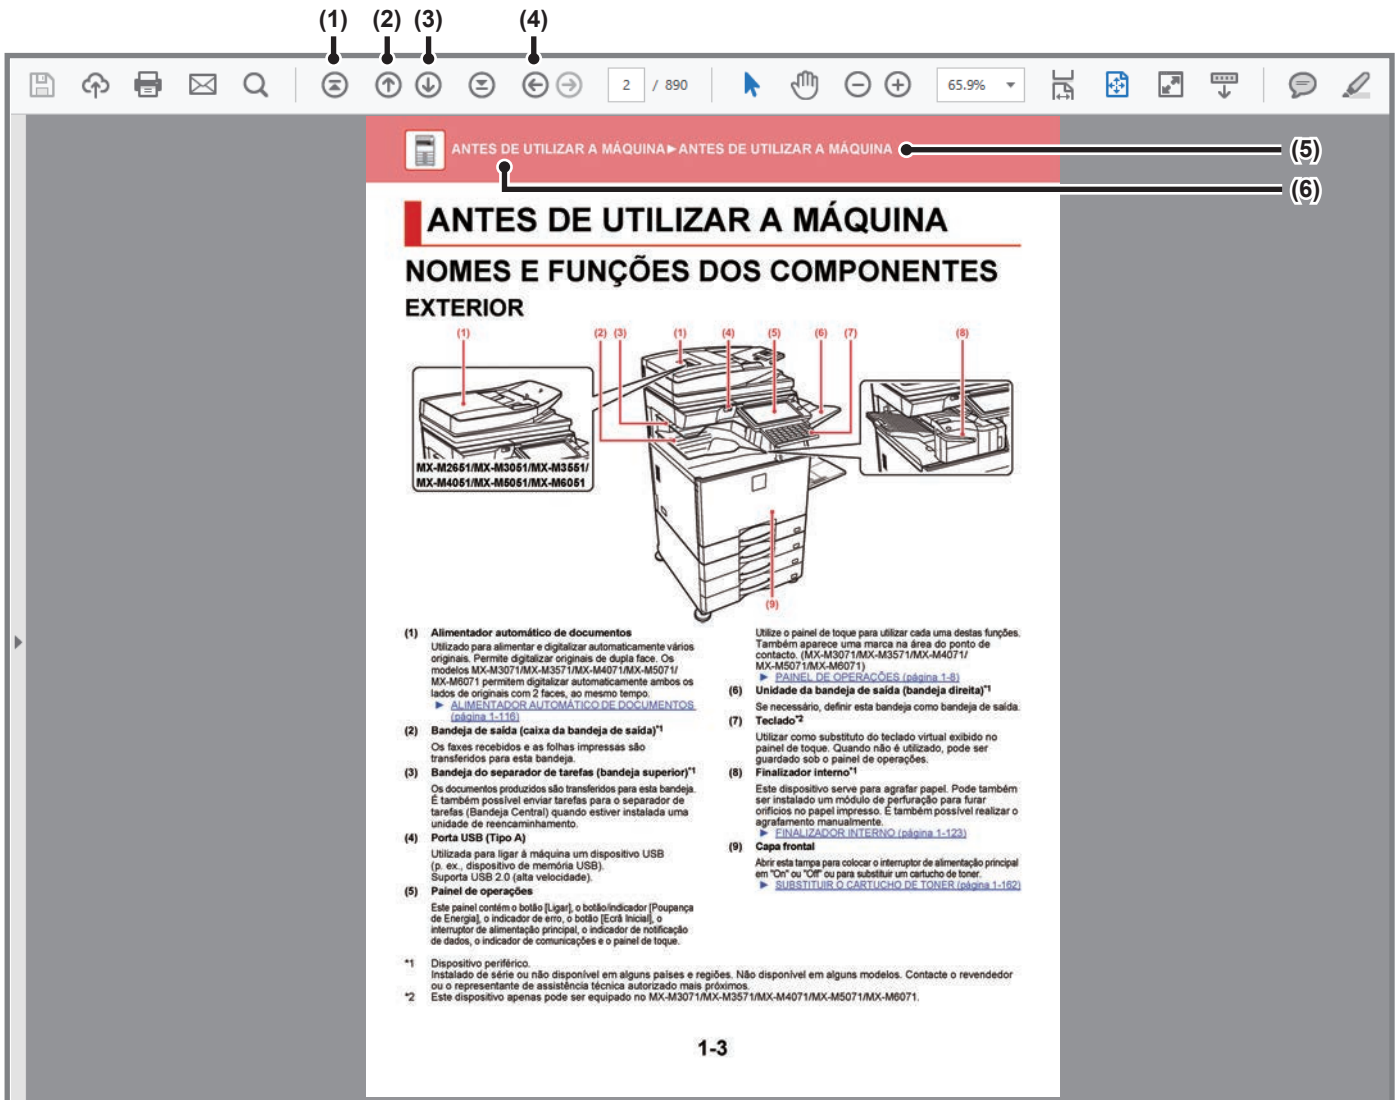 (1) (2) (3) (4)
2 / 890 65.9%
ANTES DE UTILIZAR A MÁQUINA►ANTES DE UTILIZAR A MÁQUINA (5)
(6)
ANTES DE UTILIZAR A MÁQUINA
NOMES E FUNÇÕES DOS COMPONENTES
EXTERIOR
(1) (2) (3) (1) (4) (5) (6) (7) (8)
MX-M2651/MX-M3051/MX-M3551/
MX-M4051/MX-M5051/MX-M6051
(9)
(1) Alimentador automático de documentos
Utilizado para alimentar e digitalizar automaticamente vários
originais. Permite digitalizar originais de dupla face. Os
modelos MX-M3071/MX-M3571/MX-M4071/MX-M5071/
MX-M6071 permitem digitalizar automaticamente ambos os
lados de originais com 2 faces, ao mesmo tempo.
► ALIMENTADOR AUTOMÁTICO DE DOCUMENTOS
(página 1-116)
(2) Bandeja de saída (caixa da bandeja de saída)*1
Os faxes recebidos e as folhas impressas são
transferidos para esta bandeja.
(3) Bandeja do separador de tarefas (bandeja superior)*1
Os documentos produzidos são transferidos para esta bandeja.
É também possível enviar tarefas para o separador de
tarefas (Bandeja Central) quando estiver instalada uma
unidade de reencaminhamento.
(4) Porta USB (Tipo A)
Utilizada para ligar à máquina um dispositivo USB
(p. ex., dispositivo de memória USB).
Suporta USB 2.0 (alta velocidade).
(5) Painel de operações
Este painel contém o botão [Ligar], o botão/indicador [Poupança
de Energia], o indicador de erro, o botão [Ecrã Inicial], o
interruptor de alimentação principal, o indicador de notificação
de dados, o indicador de comunicações e o painel de toque.
Utilize o painel de toque para utilizar cada uma destas funções.
Também aparece uma marca na área do ponto de
contacto. (MX-M3071/MX-M3571/MX-M4071/
MX-M5071/MX-M6071)
► PAINEL DE OPERAÇÕES (página 1-8)
(6) Unidade da bandeja de saída (bandeja direita)*1
Se necessário, definir esta bandeja como bandeja de saída.
(7) Teclado*2
Utilizar como substituto do teclado virtual exibido no
painel de toque. Quando não é utilizado, pode ser
guardado sob o painel de operações.
(8) Finalizador interno*1
Este dispositivo serve para agrafar papel. Pode também
ser instalado um módulo de perfuração para furar
orifícios no papel impresso. É também possível realizar o
agrafamento manualmente.
► FINALIZADOR INTERNO (página 1-123)
(9) Capa frontal
Abrir esta tampa para colocar o interruptor de alimentação principal
em "On" ou "Off" ou para substituir um cartucho de toner.
► SUBSTITUIR O CARTUCHO DE TONER (página 1-162)
*1 Dispositivo periférico.
Instalado de série ou não disponível em alguns países e regiões. Não disponível em alguns modelos. Contacte o revendedor
ou o representante de assistência técnica autorizado mais próximos.
*2 Este dispositivo apenas pode ser equipado no MX-M3071/MX-M3571/MX-M4071/MX-M5071/MX-M6071.
1-3